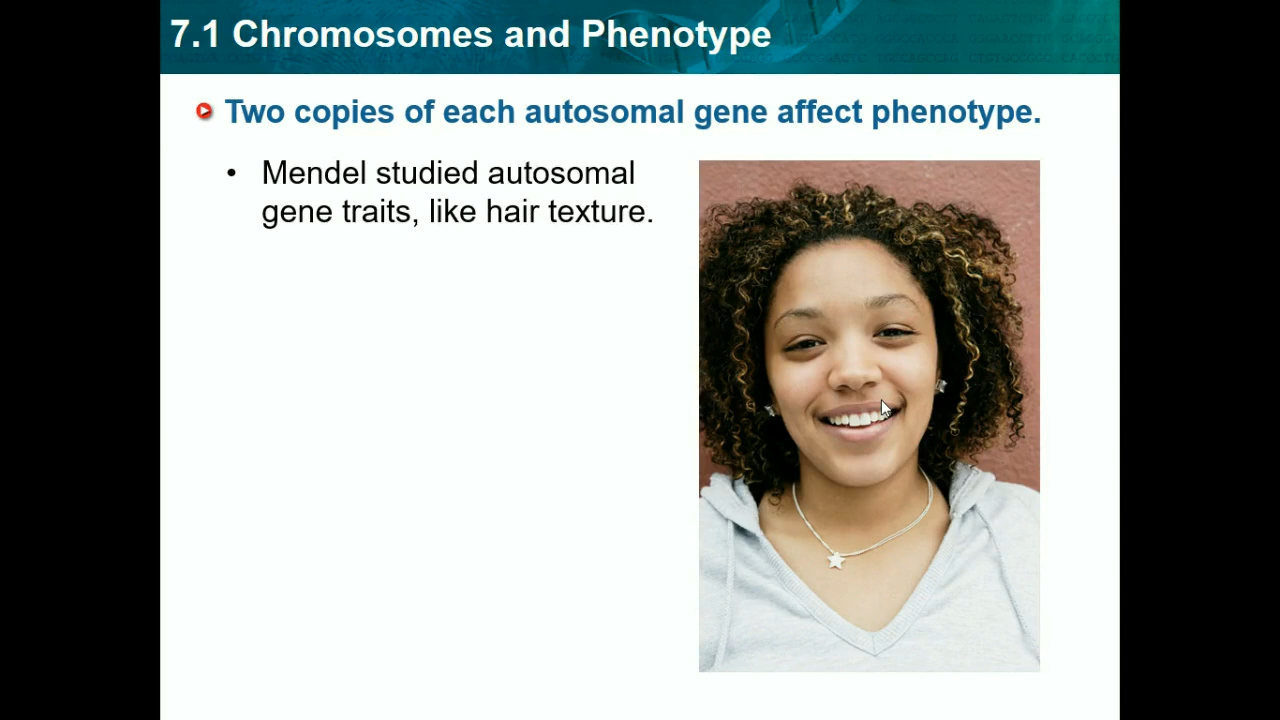 7.1 Chromosomes and Phenotype
Two copies of each autosomal gene affect phenotype.
• Mendel studied autosomal
gene traits, like hair texture.